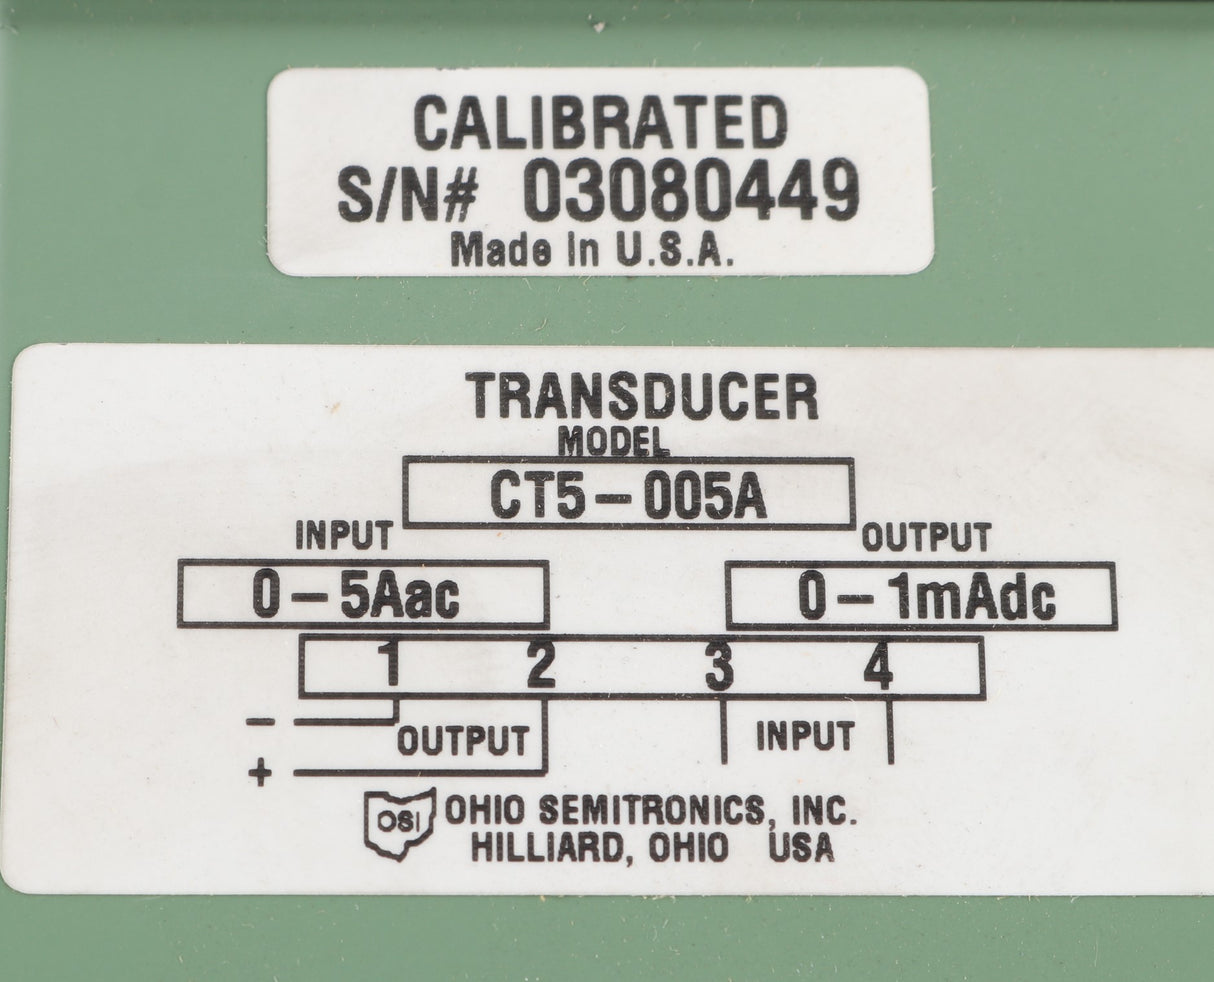 CALIBRATED
S/N# 03080449
Made in U.S.A.
TRANSDUCER
MODEL
CT5-005A
INPUT OUTPUT
0-5Aac 0-1mAdc
1 2 3 4
-
OUTPUT INPUT
+
OSI OHIO SEMITRONICS, INC.
HILLIARD, OHIO USA